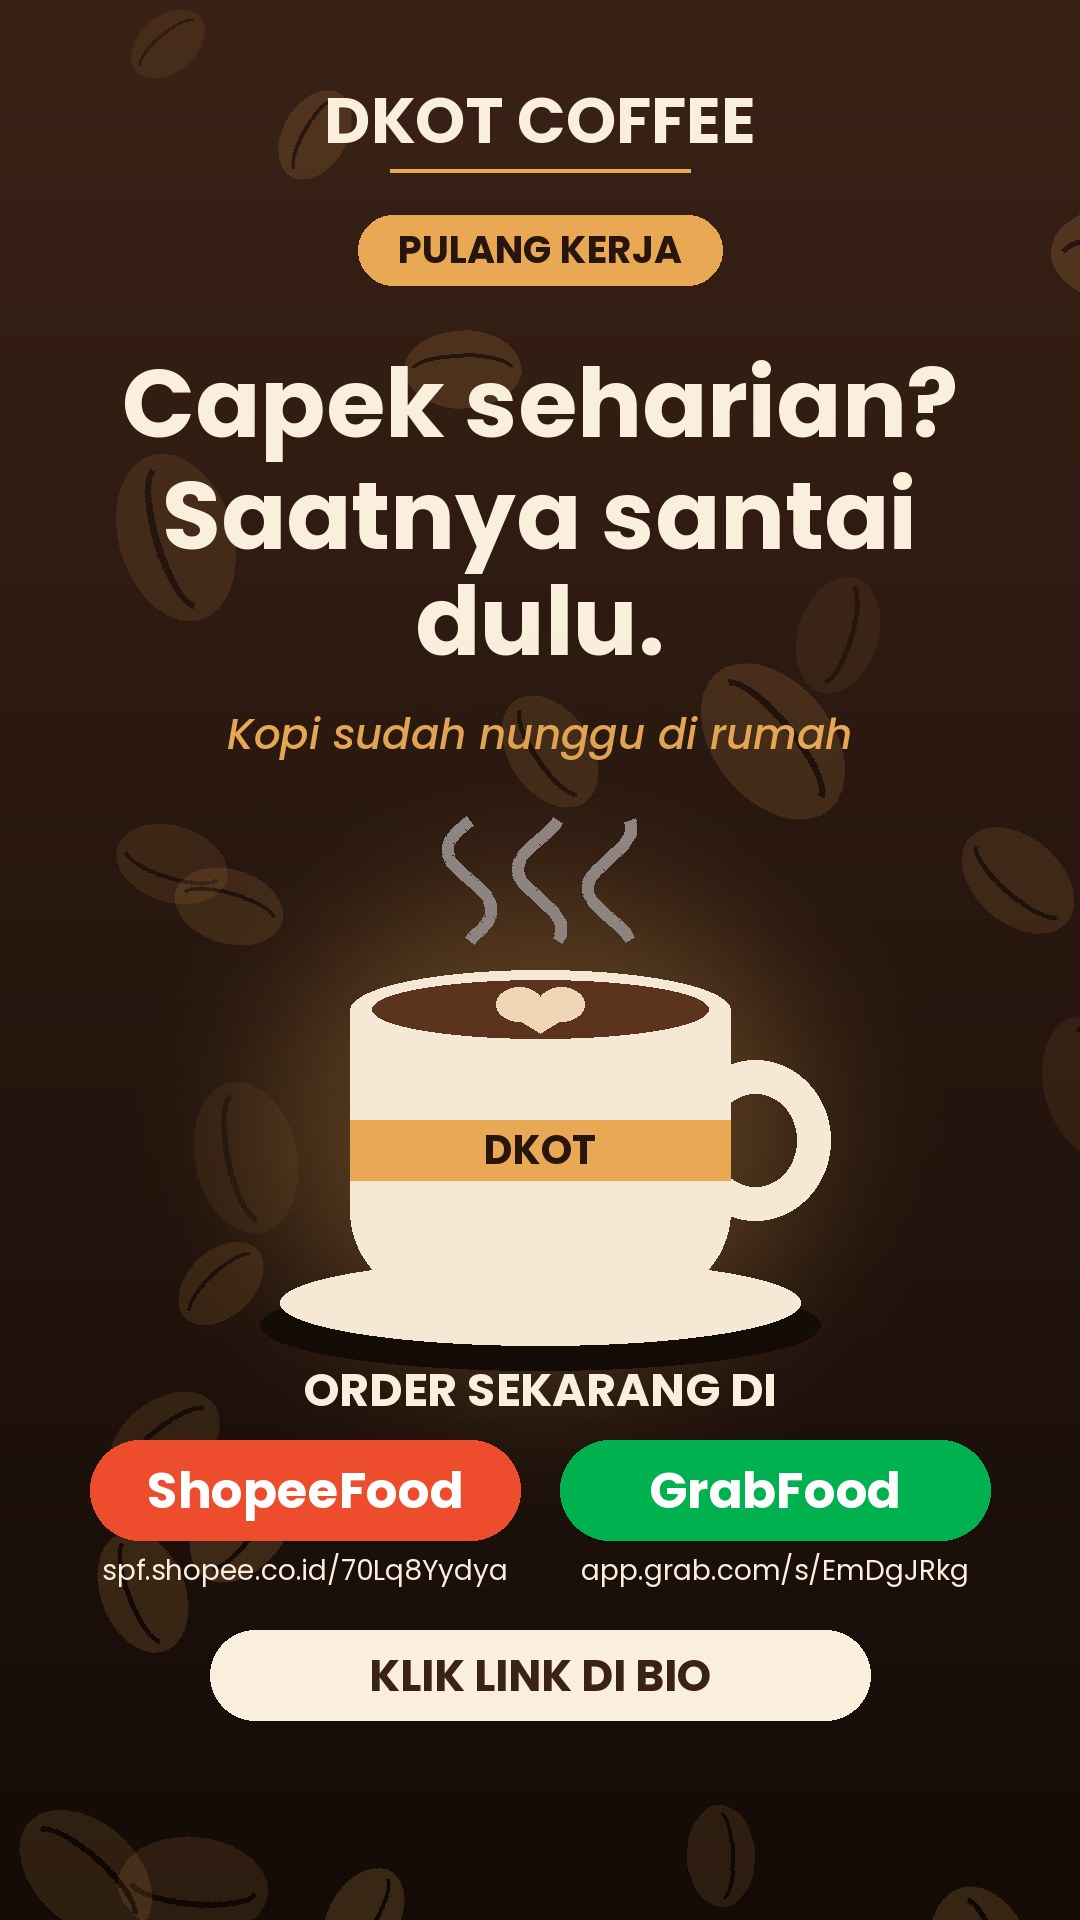 DKOT COFFEE
PULANG KERJA
Capek seharian?
Saatnya santai
dulu.
Kopi sudah nunggu di rumah
DKOT
ORDER SEKARANG DI
ShopeeFood
GrabFood
spf.shopee.co.id/70Lq8Yydya
app.grab.com/s/EmDgJRkg
KLIK LINK DI BIO